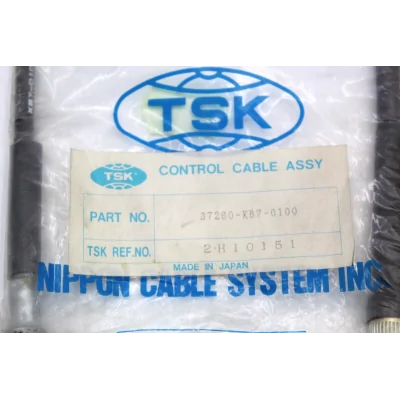 TSK
TSK
CONTROL CABLE ASSY
PART NO. 37260-KB7-0100
TSK REF.NO. 2-H10151
MADE IN JAPAN
NIPPON CABLE SYSTEM INC.